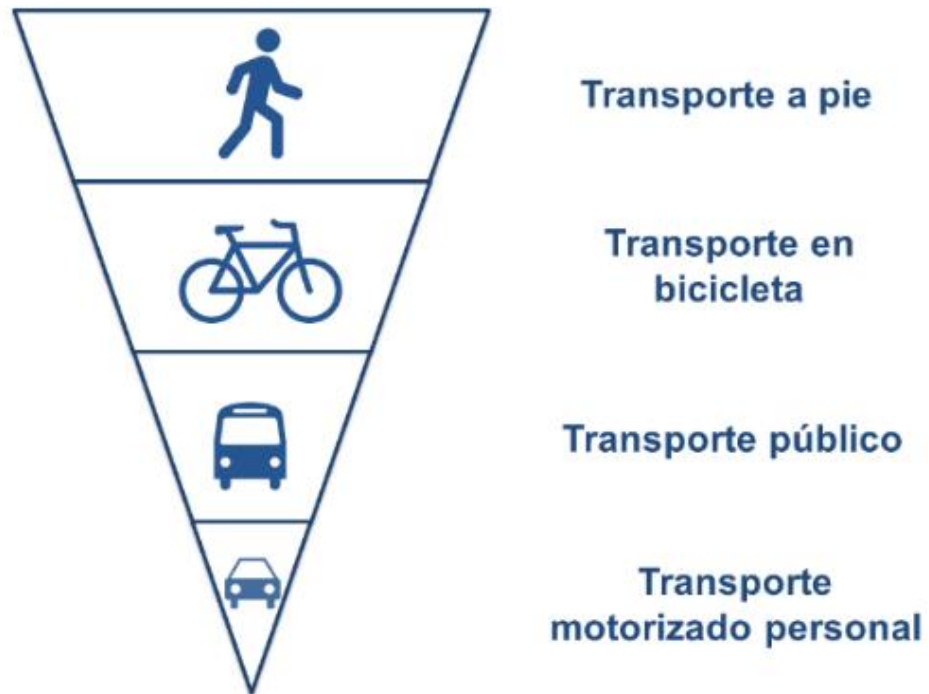 Transporte a pie
Transporte en
bicicleta
Transporte público
Transporte
motorizado personal